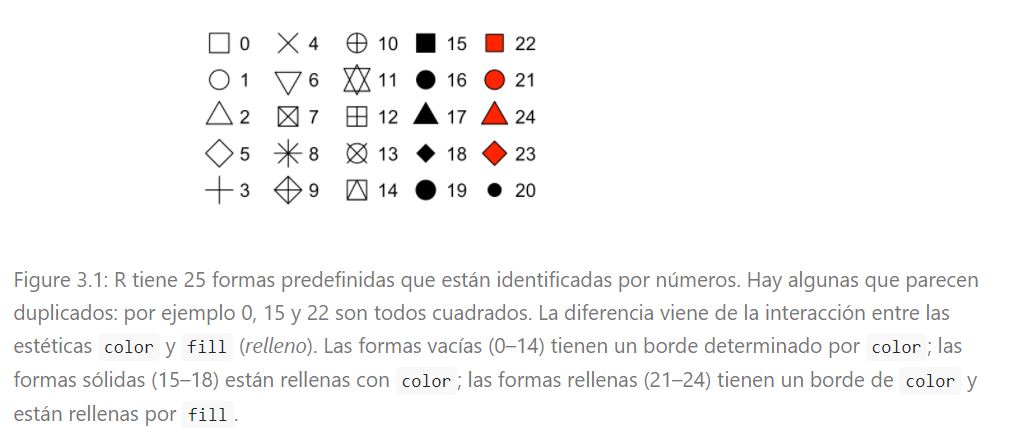 0 4 10 15 22
1 6 11 16 21
2 7 12 17 24
5 8 13 18 23
3 9 14 19 20
Figure 3.1: R tiene 25 formas predefinidas que están identificadas por números. Hay algunas que parecen
duplicados: por ejemplo 0, 15 y 22 son todos cuadrados. La diferencia viene de la interacción entre las
estéticas color y fill (relleno). Las formas vacías (0–14) tienen un borde determinado por color; las
formas sólidas (15–18) están rellenas con color; las formas rellenas (21–24) tienen un borde de color y
están rellenas por fill.